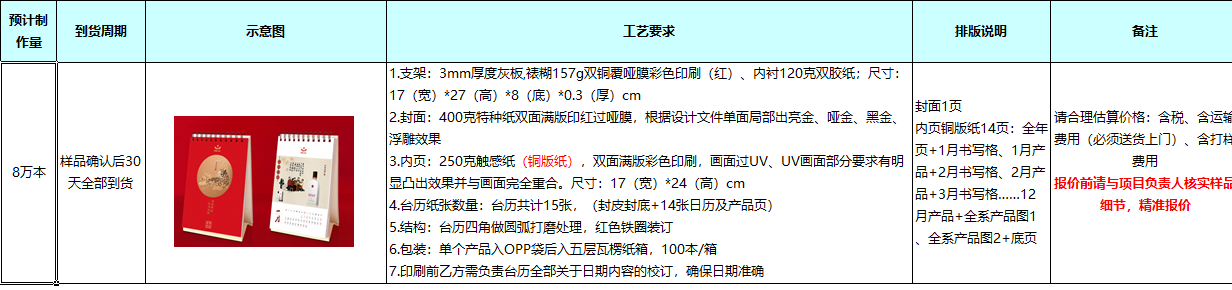 预计制
作量
到货周期
示意图
工艺要求
排版说明
备注
8万本
样品确认后30
天全部到货
1.支架：3mm厚度灰板,裱糊157g双铜覆哑膜彩色印刷（红）、内衬120克双胶纸；尺寸：
17（宽）*27（高）*8（底）*0.3（厚）cm
2.封面：400克特种纸双面满版印红过哑膜，根据设计文件单面局部出亮金、哑金、黑金、
浮雕效果
3.内页：250克触感纸（铜版纸），双面满版彩色印刷，画面过UV、UV画面部分要求有明
显凸出效果并与画面完全重合。尺寸：17（宽）*24（高）cm
4.台历纸张数量：台历共计15张，（封皮封底+14张日历及产品页）
5.结构：台历四角做圆弧打磨处理，红色铁圈装订
6.包装：单个产品入OPP袋后入五层瓦楞纸箱，100本/箱
7.印刷前乙方需负责台历全部关于日期内容的校订，确保日期准确
封面1页
内页铜版纸14页：全年
页+1月书写格、1月产
品+2月书写格、2月产
品+3月书写格……12
月产品+全系产品图1
、全系产品图2+底页
请合理估算价格：含税、含运输
费用（必须送货上门）、含打样
费用
报价前请与项目负责人核实样品
细节，精准报价